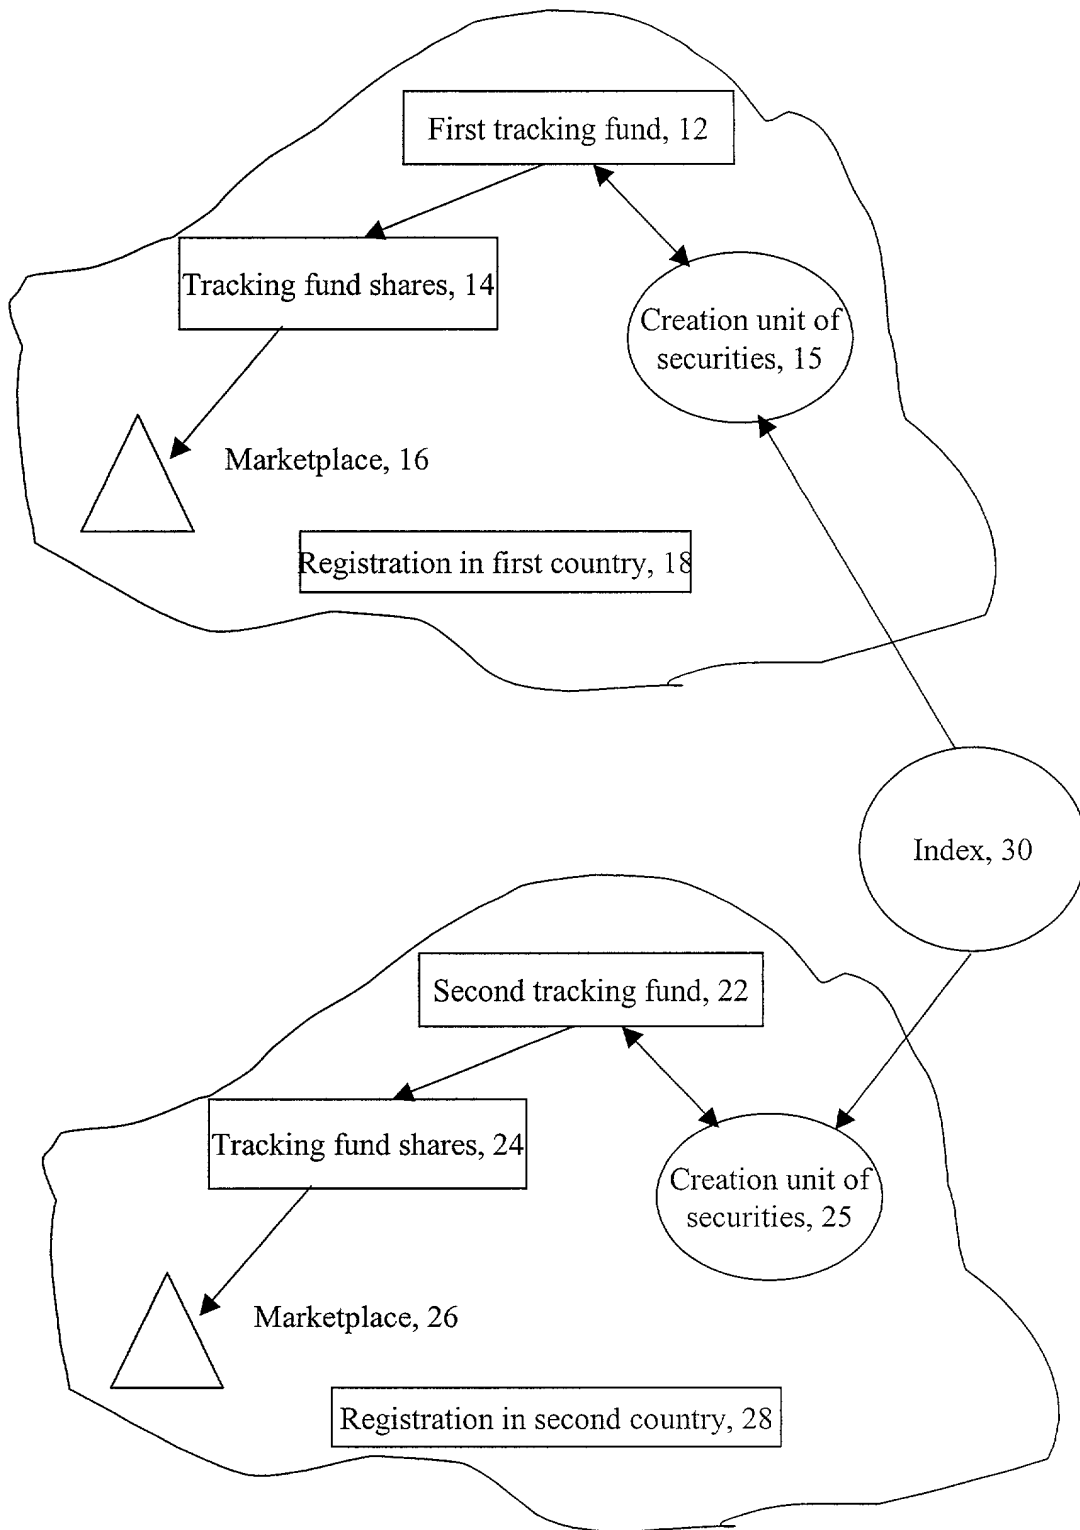 First tracking fund, 12
Tracking fund shares, 14
Creation unit of
securities, 15
Marketplace, 16
Registration in first country, 18
Index, 30
Second tracking fund, 22
Tracking fund shares, 24
Creation unit of
securities, 25
Marketplace, 26
Registration in second country, 28